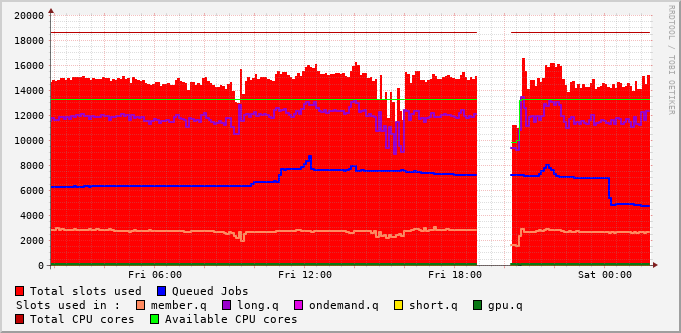 20000
18000
16000
14000
12000
10000
8000
6000
4000
2000
0
Fri 06:00 Fri 12:00 Fri 18:00 Sat 00:00
RRDTOOL / TOBI OETIKER
Total slots used Queued Jobs
Slots used in : member.q long.q ondemand.q short.q gpu.q
Total CPU cores Available CPU cores